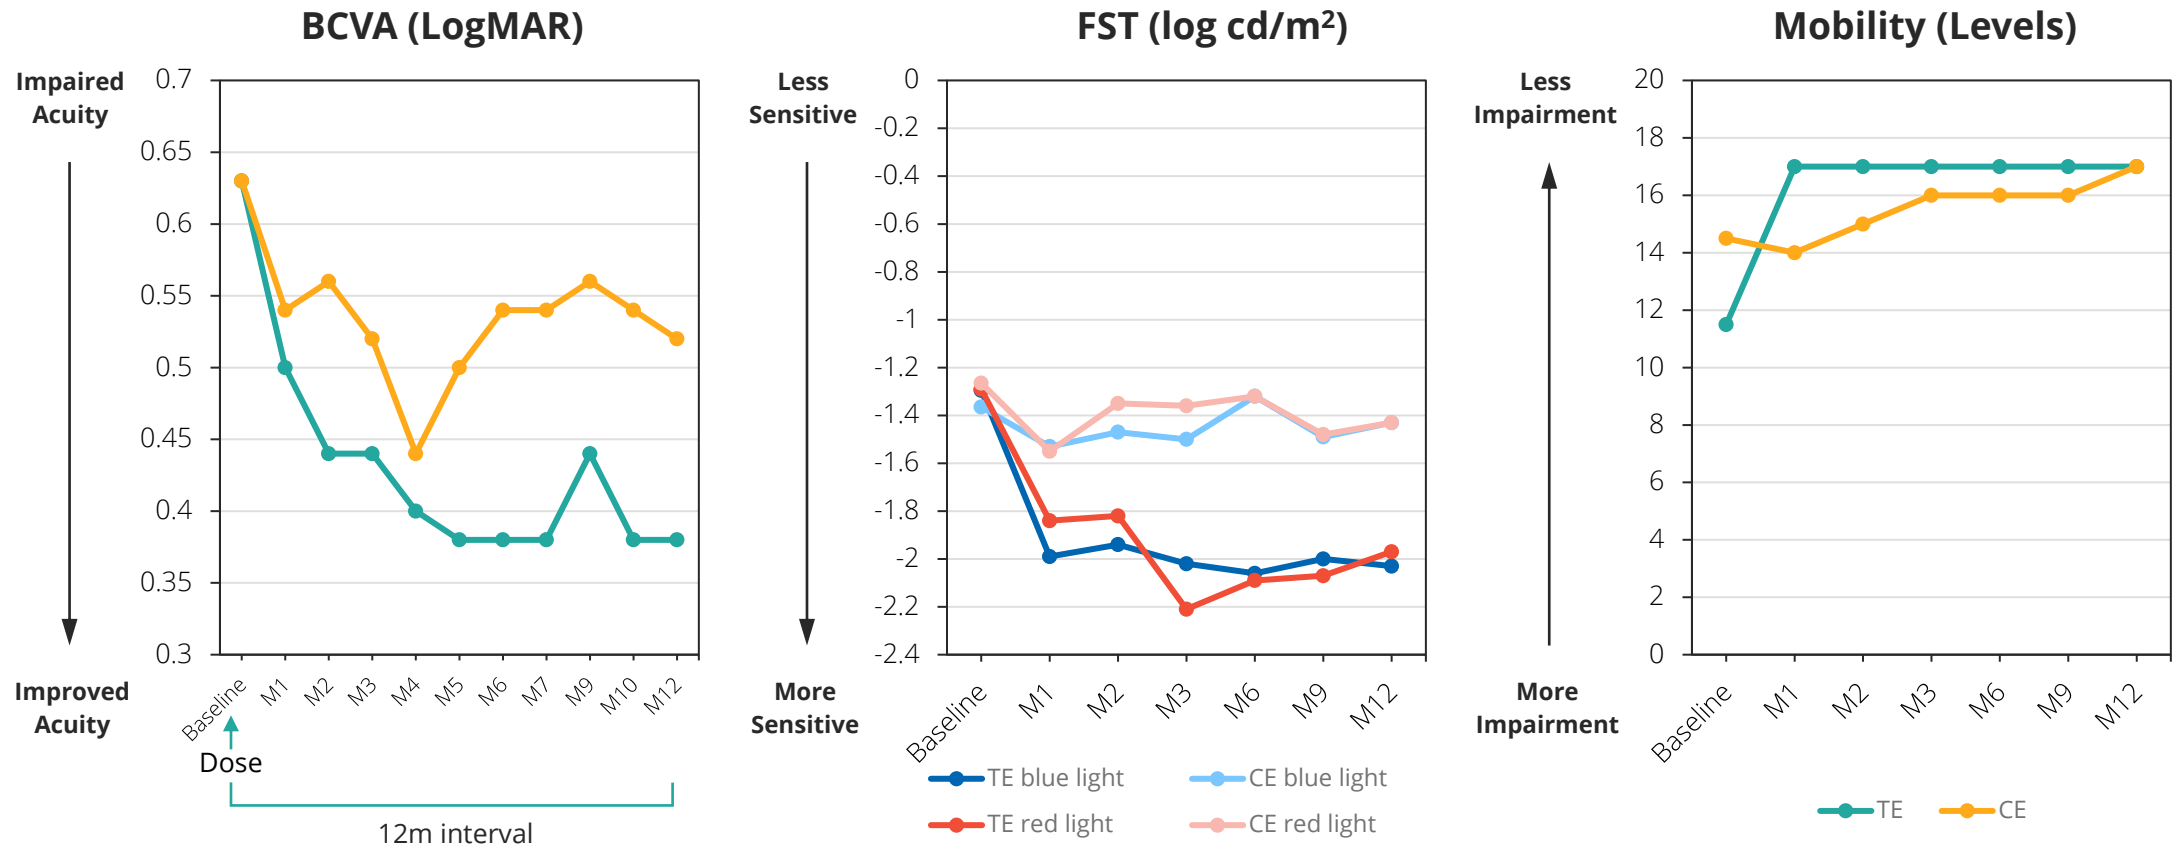 BCVA (LogMAR)
Impaired
Acuity
Improved
Acuity
0.7
0.65
0.6
0.55
0.5
0.45
0.4
0.35
0.3
Baseline
M1
M2
M3
M4
M5
M6
M7
M9
M10
M12
Dose
12m interval
FST (log cd/m²)
Less
Sensitive
More
Sensitive
0
-0.2
-0.4
-0.6
-0.8
-1
-1.2
-1.4
-1.6
-1.8
-2
-2.2
-2.4
Baseline
M1
M2
M3
M6
M9
M12
TE blue light
CE blue light
TE red light
CE red light
Mobility (Levels)
Less
Impairment
More
Impairment
20
18
16
14
12
10
8
6
4
2
0
Baseline
M1
M2
M3
M6
M9
M12
TE
CE